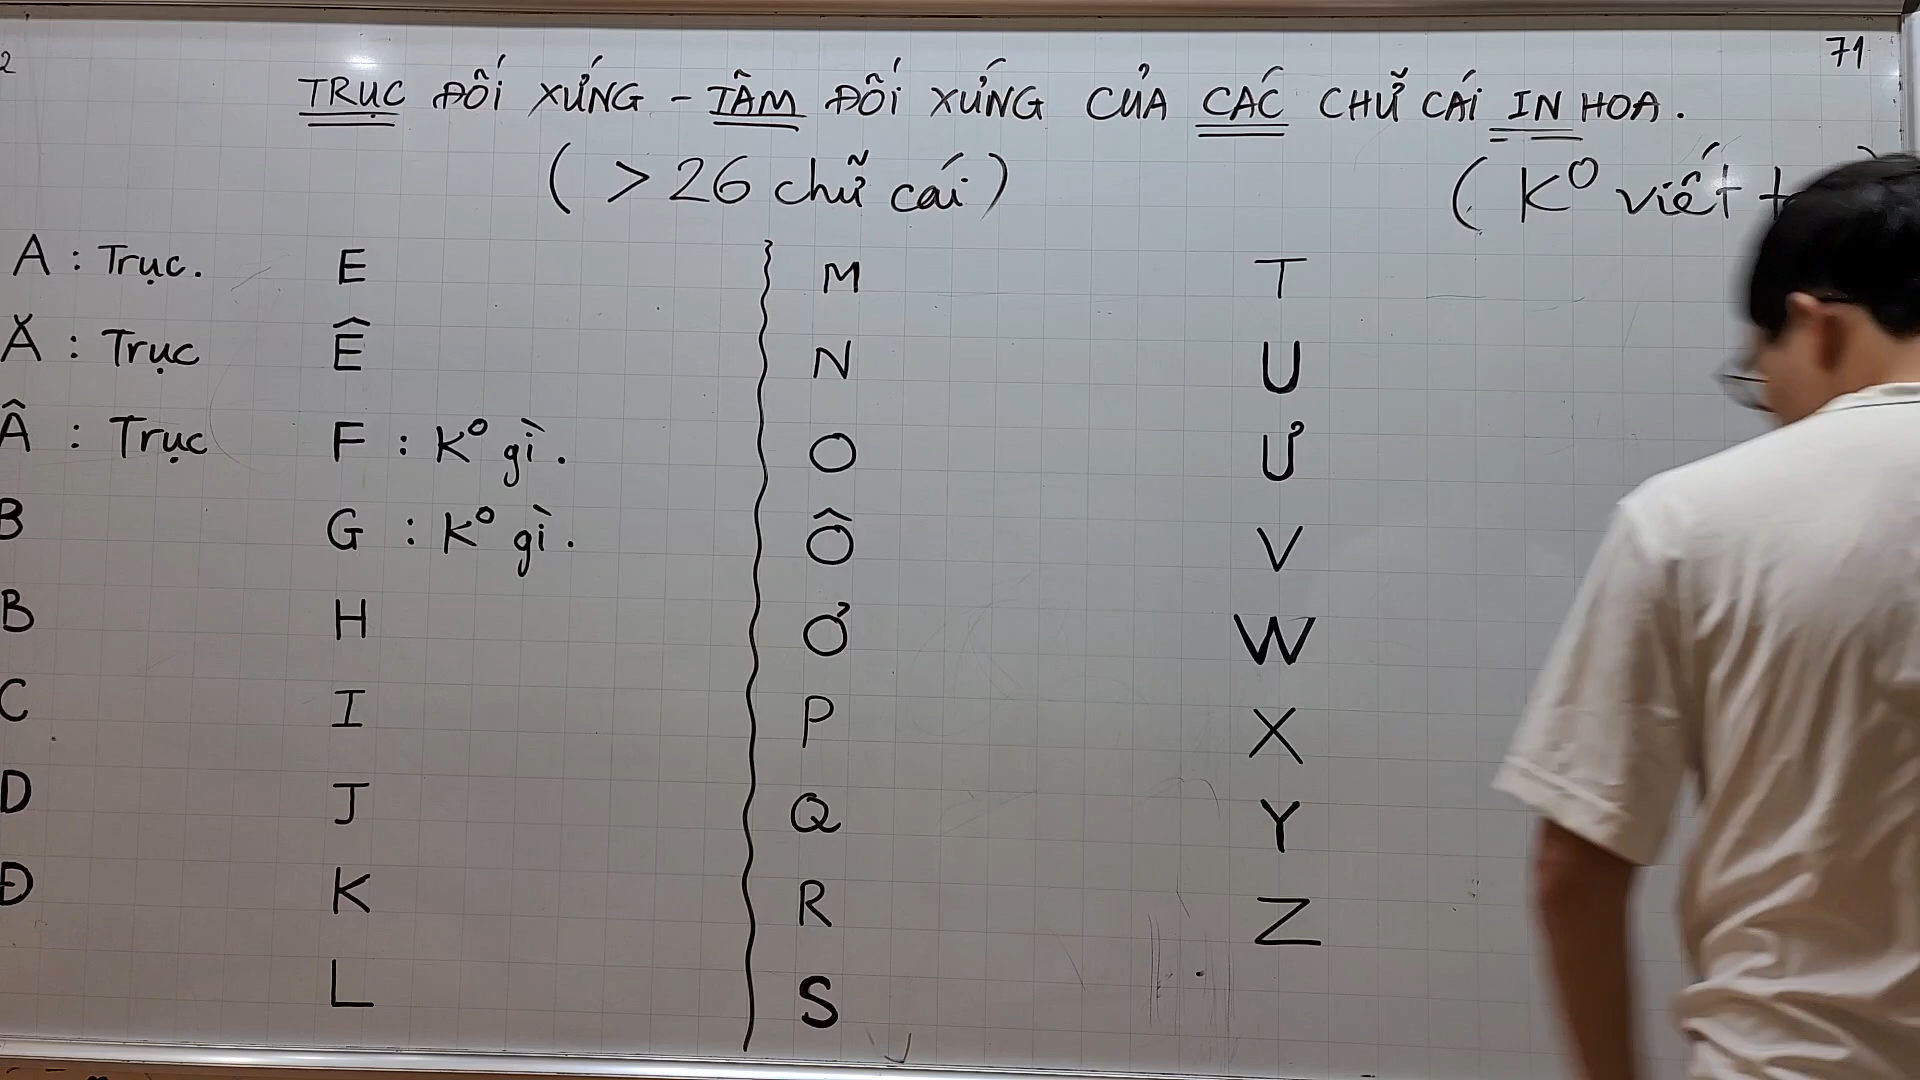 2
71
TRỤC ĐỐI XỨNG - TÂM ĐỐI XỨNG CỦA CÁC CHỮ CÁI IN HOA.
( > 26 chữ cái )
( K⁰ viết
A : Trục.
Ă : Trục
Â : Trục
B
B
C
D
Đ
E
Ê
F : K⁰ gì.
G : K⁰ gì.
H
I
J
K
L
M
N
O
Ô
Ơ
P
Q
R
S
T
U
Ư
V
W
X
Y
Z